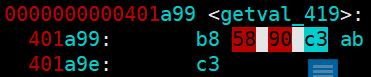 0000000000401a99 <getval_419>:
401a99: b8 58 90 c3 ab
401a9e: c3